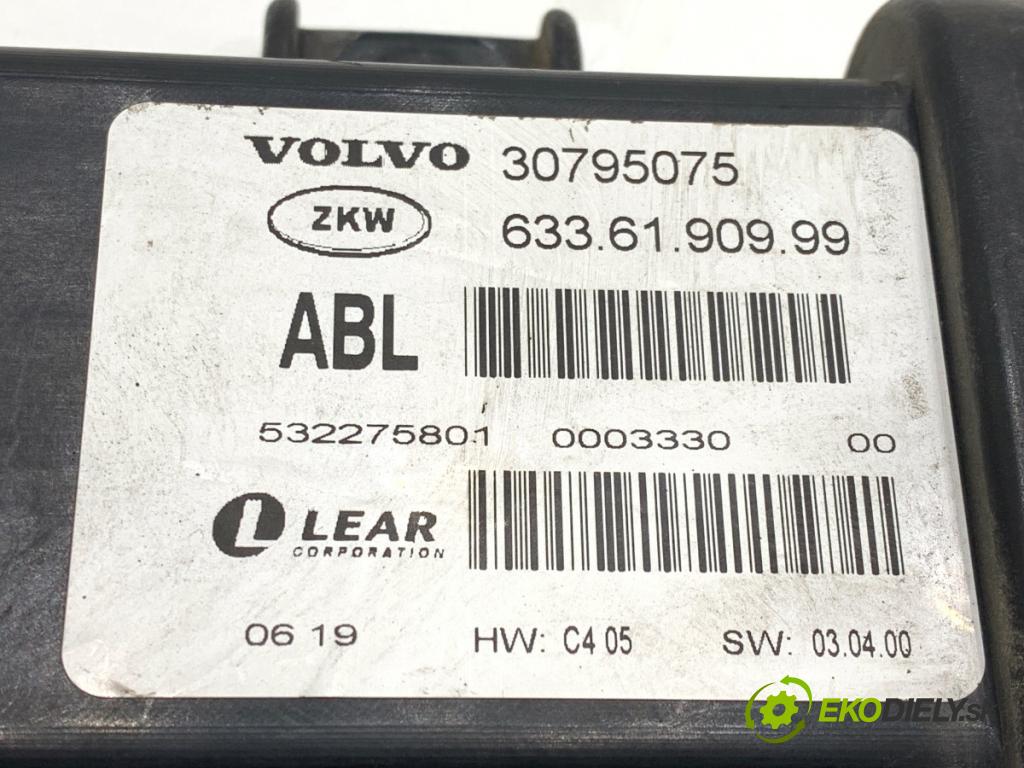 VOLVO 30795075
ZKW 633.61.909.99
ABL
532275801 0003330 00
LEAR
CORPORATION
06 19 HW: C4 05 SW: 03.04.00
EKODIELY.sk